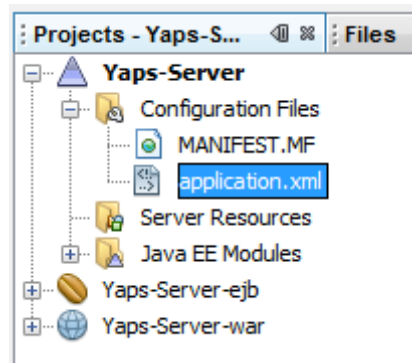 Projects - Yaps-S... Files
Yaps-Server
Configuration Files
MANIFEST.MF
application.xml
Server Resources
Java EE Modules
Yaps-Server-ejb
Yaps-Server-war